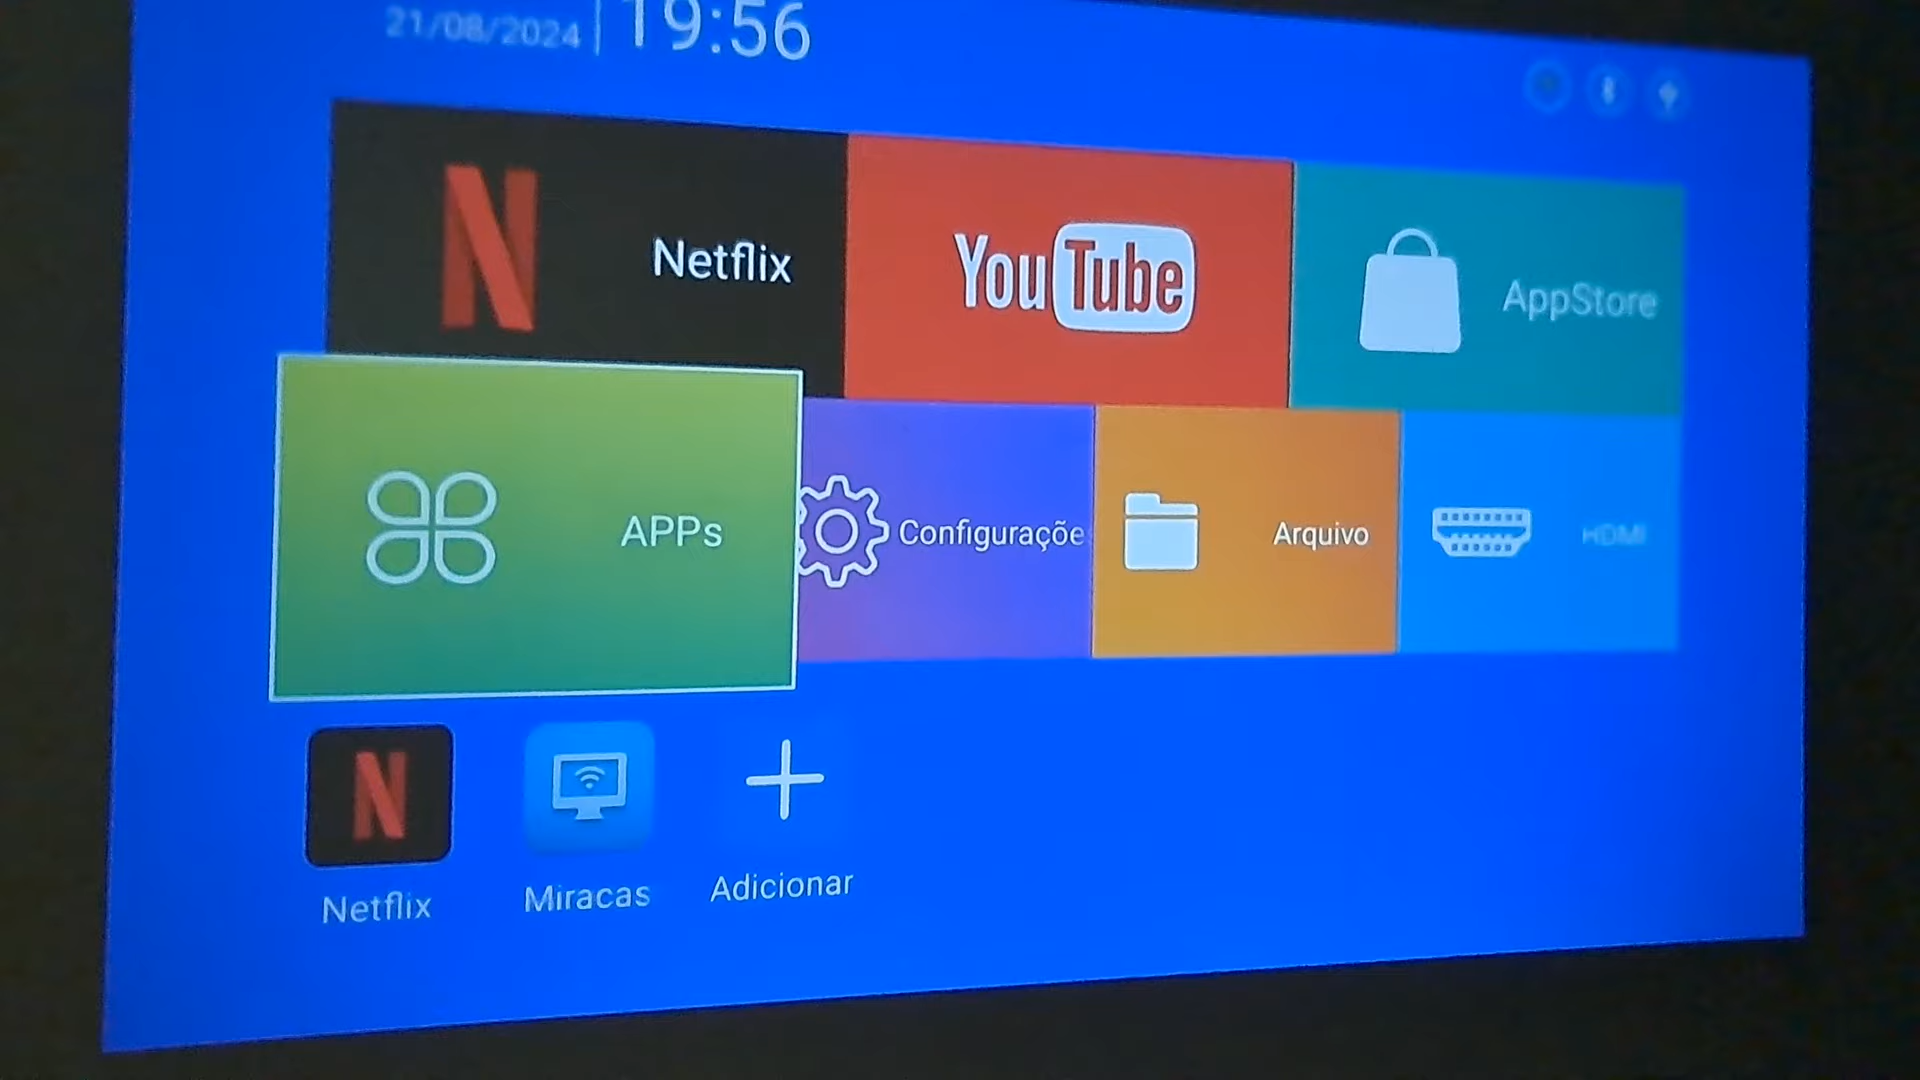 21/08/2024 | 19:56
N Netflix
YouTube
AppStore
APPs
Configuraçõe
Arquivo
HDMI
N
Netflix
Miracas
Adicionar